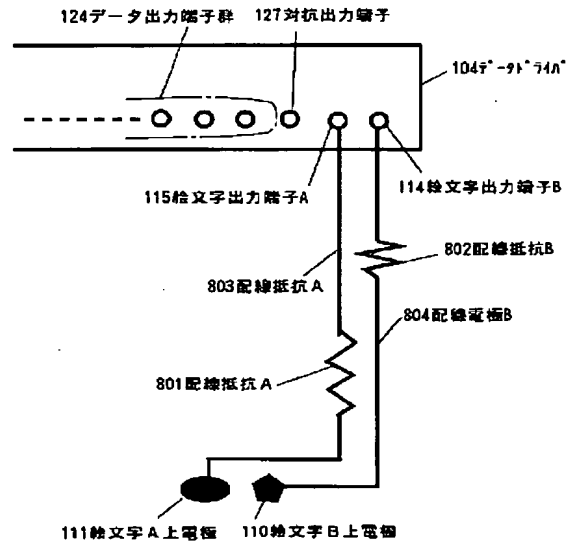 124データ出力端子群
127対抗出力端子
104ﾃﾞｰﾀﾄﾞﾗｲﾊﾞ
115絵文字出力端子A
114絵文字出力端子B
802配線抵抗B
803配線抵抗A
804配線電極B
801配線抵抗A
111絵文字A上電極
110絵文字B上電極